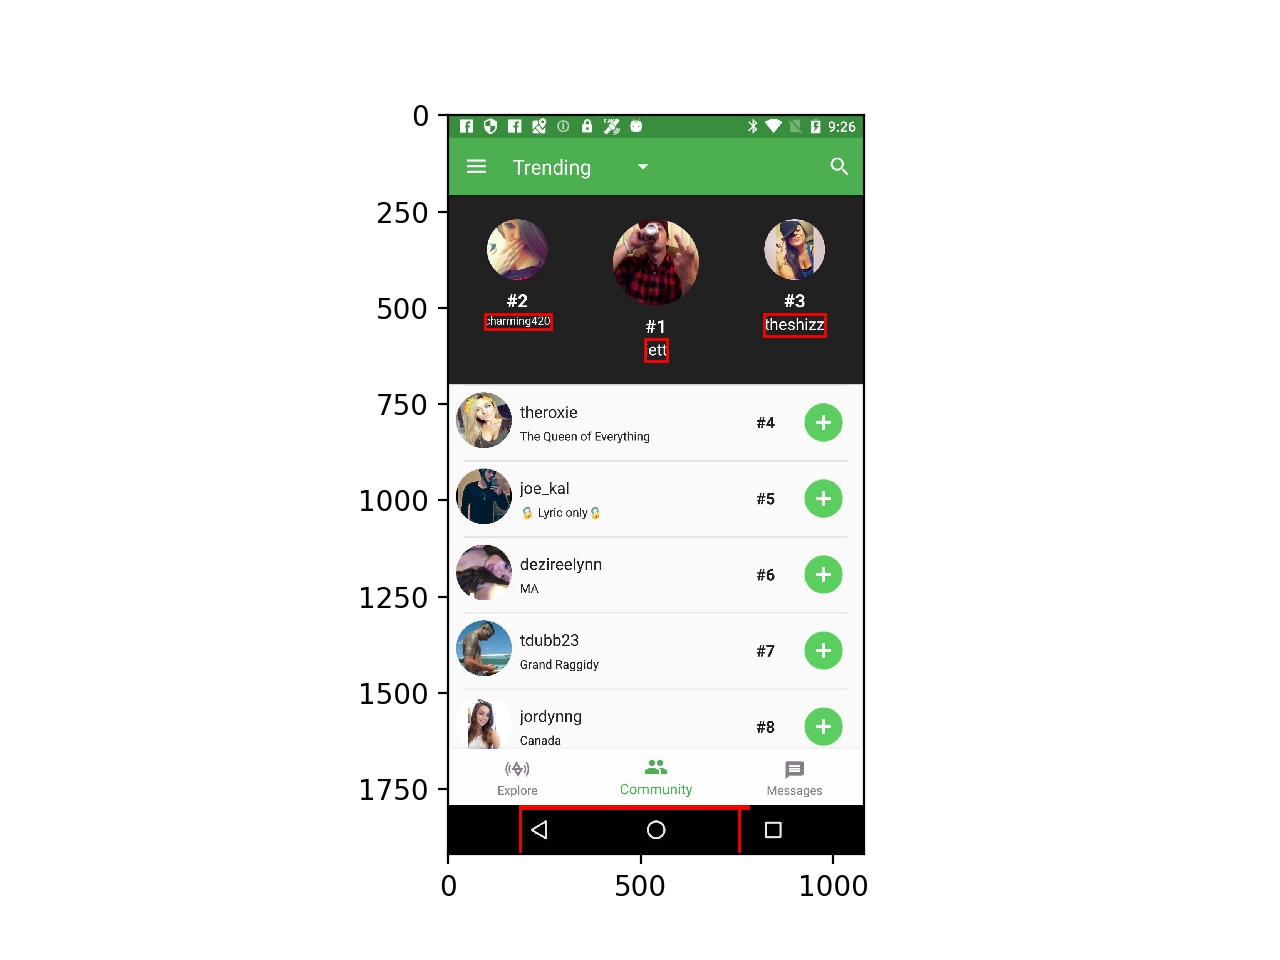 0
250
500
750
1000
1250
1500
1750
9:26
Trending
#2
charming420
#1
jett
#3
theshizz
theroxie
The Queen of Everything
#4
joe_kal
🔓 Lyric only 🔓
#5
dezireelynn
MA
#6
tdubb23
Grand Raggidy
#7
jordynng
Canada
#8
Explore
Community
Messages
0
500
1000